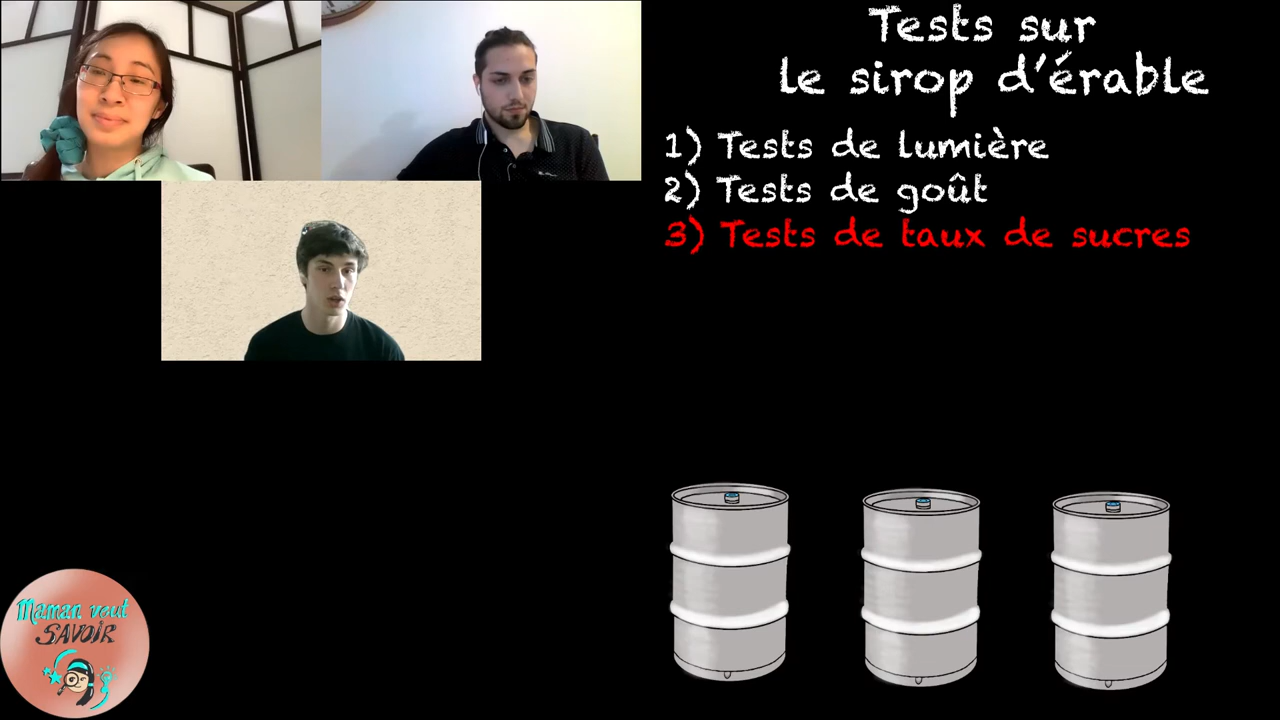 Tests sur
le sirop d'érable
1) Tests de lumière
2) Tests de goût
3) Tests de taux de sucres
Maman veut
SAVOIR